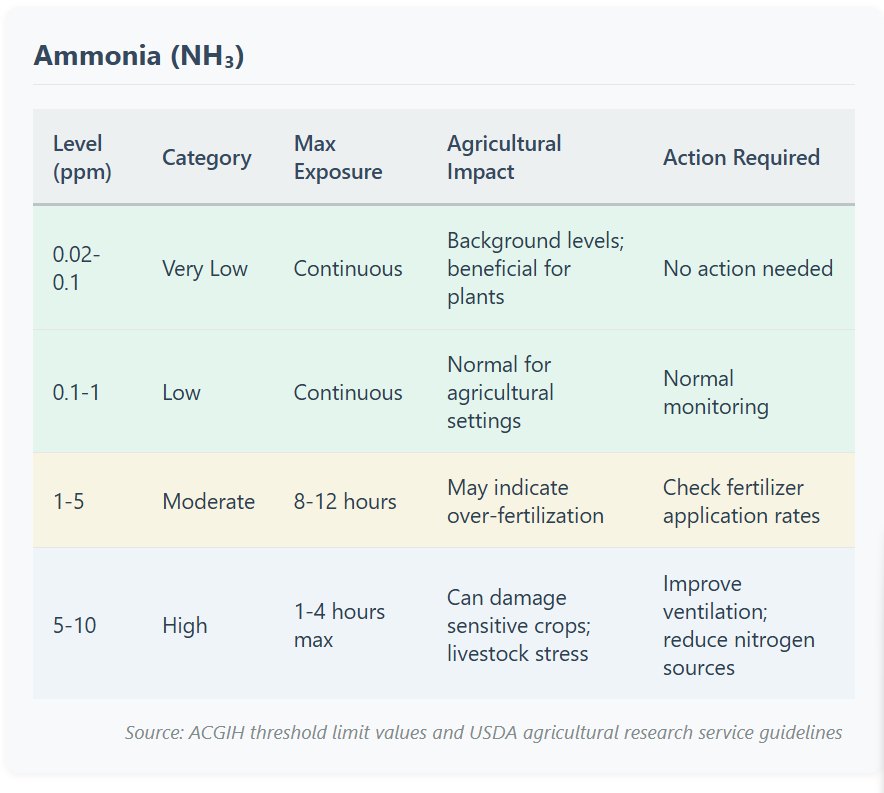 Ammonia (NH₃)
Level (ppm) Category Max Exposure Agricultural Impact Action Required
0.02-0.1 Very Low Continuous Background levels; beneficial for plants No action needed
0.1-1 Low Continuous Normal for agricultural settings Normal monitoring
1-5 Moderate 8-12 hours May indicate over-fertilization Check fertilizer application rates
5-10 High 1-4 hours max Can damage sensitive crops; livestock stress Improve ventilation; reduce nitrogen sources
Source: ACGIH threshold limit values and USDA agricultural research service guidelines